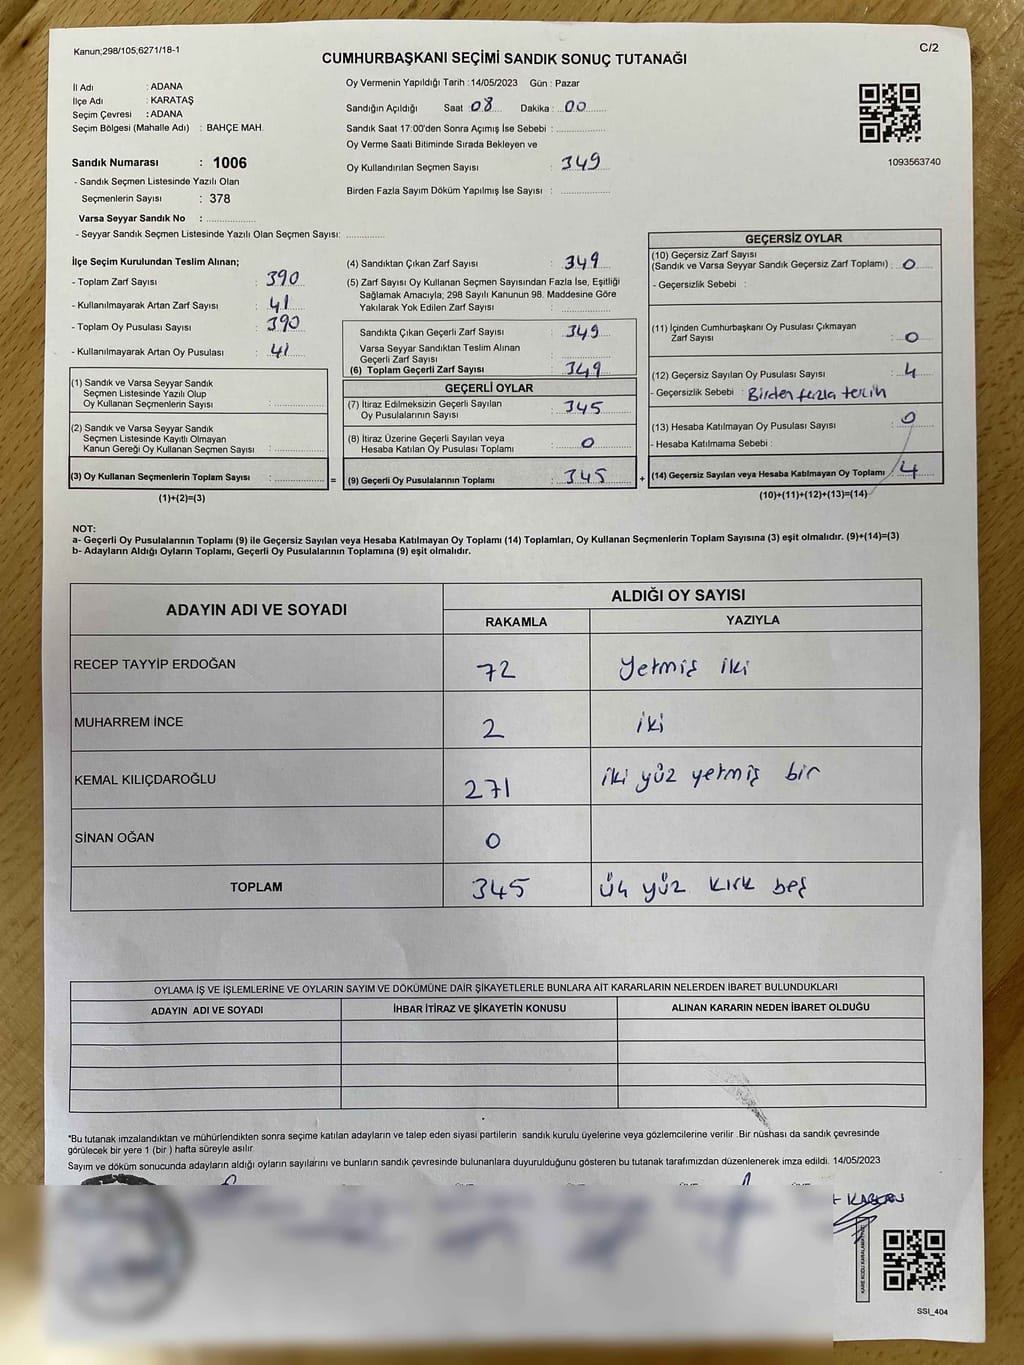 Kanun;298/105,6271/18-1
C/2
CUMHURBAŞKANI SEÇİMİ SANDIK SONUÇ TUTANAĞI
İl Adı : ADANA
İlçe Adı : KARATAŞ
Seçim Çevresi : ADANA
Seçim Bölgesi (Mahalle Adı) : BAHÇE MAH.
Sandık Numarası : 1006
- Sandık Seçmen Listesinde Yazılı Olan
Seçmenlerin Sayısı : 378
Varsa Seyyar Sandık No :
- Seyyar Sandık Seçmen Listesinde Yazılı Olan Seçmen Sayısı:
Oy Vermenin Yapıldığı Tarih :14/05/2023 Gün : Pazar
Sandığın Açıldığı Saat :08 Dakika : 00
Sandık Saat 17:00'den Sonra Açımış İse Sebebi :
Oy Verme Saati Bitiminde Sırada Bekleyen ve
Oy Kullandırılan Seçmen Sayısı : 349
Birden Fazla Sayım Döküm Yapılmış İse Sayısı :
1093563740
İlçe Seçim Kurulundan Teslim Alınan;
- Toplam Zarf Sayısı : 390
- Kullanılmayarak Artan Zarf Sayısı : 41
- Toplam Oy Pusulası Sayısı : 390
- Kullanılmayarak Artan Oy Pusulası : 41
(1) Sandık ve Varsa Seyyar Sandık
Seçmen Listesinde Yazılı Olup
Oy Kullanan Seçmenlerin Sayısı :
(2) Sandık ve Varsa Seyyar Sandık
Seçmen Listesinde Kayıtlı Olmayan
Kanun Gereği Oy Kullanan Seçmen Sayısı :
(3) Oy Kullanan Seçmenlerin Toplam Sayısı : =
(1)+(2)=(3)
(4) Sandıktan Çıkan Zarf Sayısı : 349
(5) Zarf Sayısı Oy Kullanan Seçmen Sayısından Fazla İse, Eşitliği
Sağlamak Amacıyla; 298 Sayılı Kanunun 98. Maddesine Göre
Yakılarak Yok Edilen Zarf Sayısı :
Sandıkta Çıkan Geçerli Zarf Sayısı : 349
Varsa Seyyar Sandıktan Teslim Alınan
Geçerli Zarf Sayısı :
(6) Toplam Geçerli Zarf Sayısı : 349
GEÇERLİ OYLAR
(7) İtiraz Edilmeksizin Geçerli Sayılan
Oy Pusulalarının Sayısı : 345
(8) İtiraz Üzerine Geçerli Sayılan veya
Hesaba Katılan Oy Pusulası Toplamı : 0
(9) Geçerli Oy Pusulalarının Toplamı : 345 +
GEÇERSİZ OYLAR
(10) Geçersiz Zarf Sayısı
(Sandık ve Varsa Seyyar Sandık Geçersiz Zarf Toplamı) : 0
- Geçersizlik Sebebi :
(11) İçinden Cumhurbaşkanı Oy Pusulası Çıkmayan
Zarf Sayısı : 0
(12) Geçersiz Sayılan Oy Pusulası Sayısı : 4
- Geçersizlik Sebebi : Birden fazla tercih
(13) Hesaba Katılmayan Oy Pusulası Sayısı : 0
- Hesaba Katılmama Sebebi :
(14) Geçersiz Sayılan veya Hesaba Katılmayan Oy Toplamı : 4
(10)+(11)+(12)+(13)=(14)
NOT:
a- Geçerli Oy Pusulalarının Toplamı (9) ile Geçersiz Sayılan veya Hesaba Katılmayan Oy Toplamı (14) Toplamları, Oy Kullanan Seçmenlerin Toplam Sayısına (3) eşit olmalıdır. (9)+(14)=(3)
b- Adayların Aldığı Oyların Toplamı, Geçerli Oy Pusulalarının Toplamına (9) eşit olmalıdır.
ADAYIN ADI VE SOYADI
ALDIĞI OY SAYISI
RAKAMLA YAZIYLA
RECEP TAYYİP ERDOĞAN 72 Yetmiş iki
MUHARREM İNCE 2 iki
KEMAL KILIÇDAROĞLU 271 iki yüz yetmiş bir
SİNAN OĞAN 0
TOPLAM 345 Üç yüz kırk beş
OYLAMA İŞ VE İŞLEMLERİNE VE OYLARIN SAYIM VE DÖKÜMÜNE DAİR ŞİKAYETLERLE BUNLARA AİT KARARLARIN NELERDEN İBARET BULUNDUKLARI
ADAYIN ADI VE SOYADI İHBAR İTİRAZ VE ŞİKAYETİN KONUSU ALINAN KARARIN NEDEN İBARET OLDUĞU
*Bu tutanak imzalandıktan ve mühürlendikten sonra seçime katılan adayların ve talep eden siyasi partilerin sandık kurulu üyelerine veya gözlemcilerine verilir .Bir nüshası da sandık çevresinde
görülecek bir yere 1 (bir ) hafta süreyle asılır.
Sayım ve döküm sonucunda adayların aldığı oyların sayılarını ve bunların sandık çevresinde bulunanlara duyurulduğunu gösteren bu tutanak tarafımızdan düzenlenerek imza edildi. 14/05/2023
SSI_404